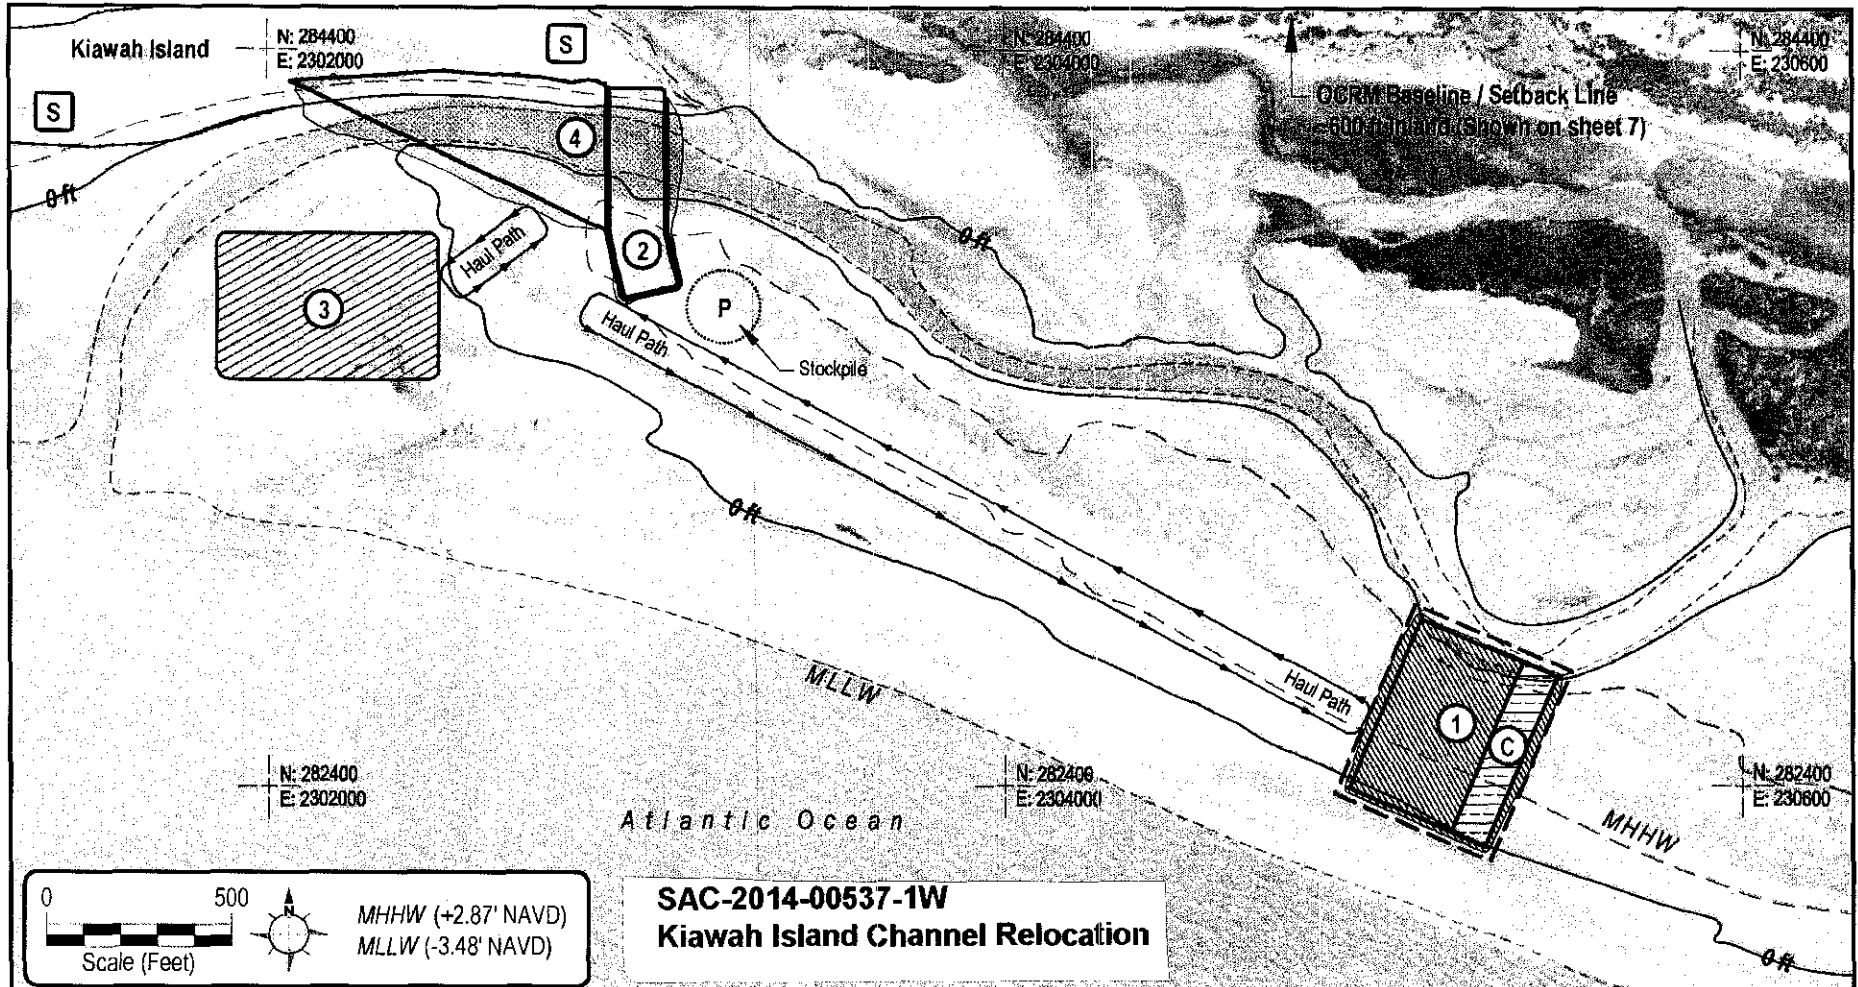 Kiawah Island
N: 284400
E: 2302000
S
N: 284400
E: 2304000
N: 284400
E: 230600
OCRM Baseline / Setback Line
~600 ft inland (Shown on sheet 7)
S
4
0 ft
Haul Path
2
0 ft
3
P
Haul Path
Stockpile
0 ft
MLLW
Haul Path
1
C
N: 282400
E: 2302000
N: 282400
E: 2304000
N: 282400
E: 230600
Atlantic Ocean
MHHW
0 500
Scale (Feet)
N
MHHW (+2.87' NAVD)
MLLW (-3.48' NAVD)
SAC-2014-00537-1W
Kiawah Island Channel Relocation
0 ft